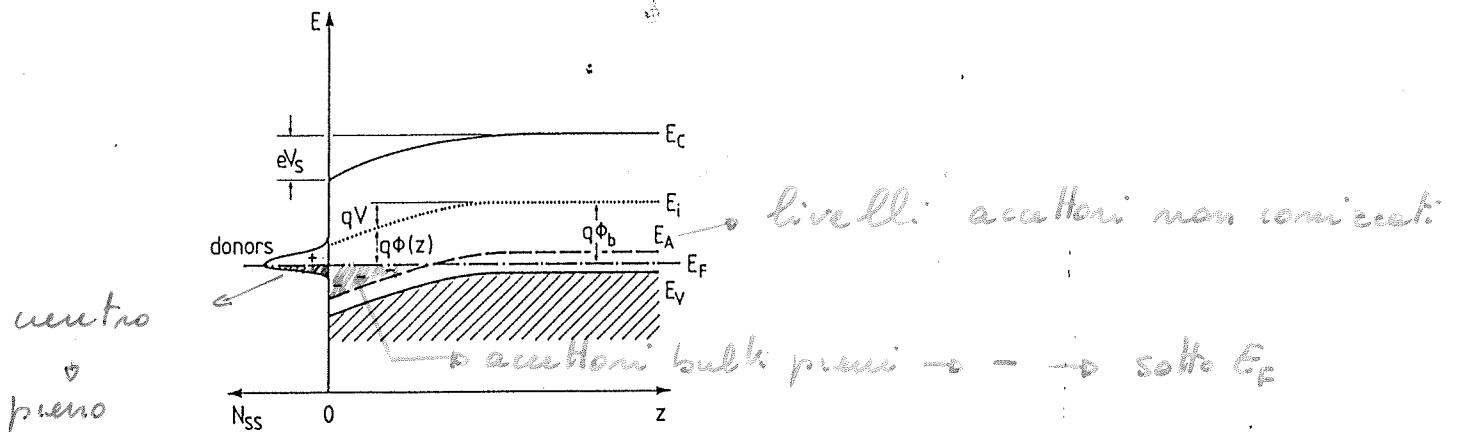 E
E_C
eV_S
qV
E_i
livelli accettori non ionizzati
donors
+
qΦ(z)
qΦ_b
E_A
E_F
E_V
neutro
pieno
accettori bulk pieni → - → sotto E_F
N_SS
0
z